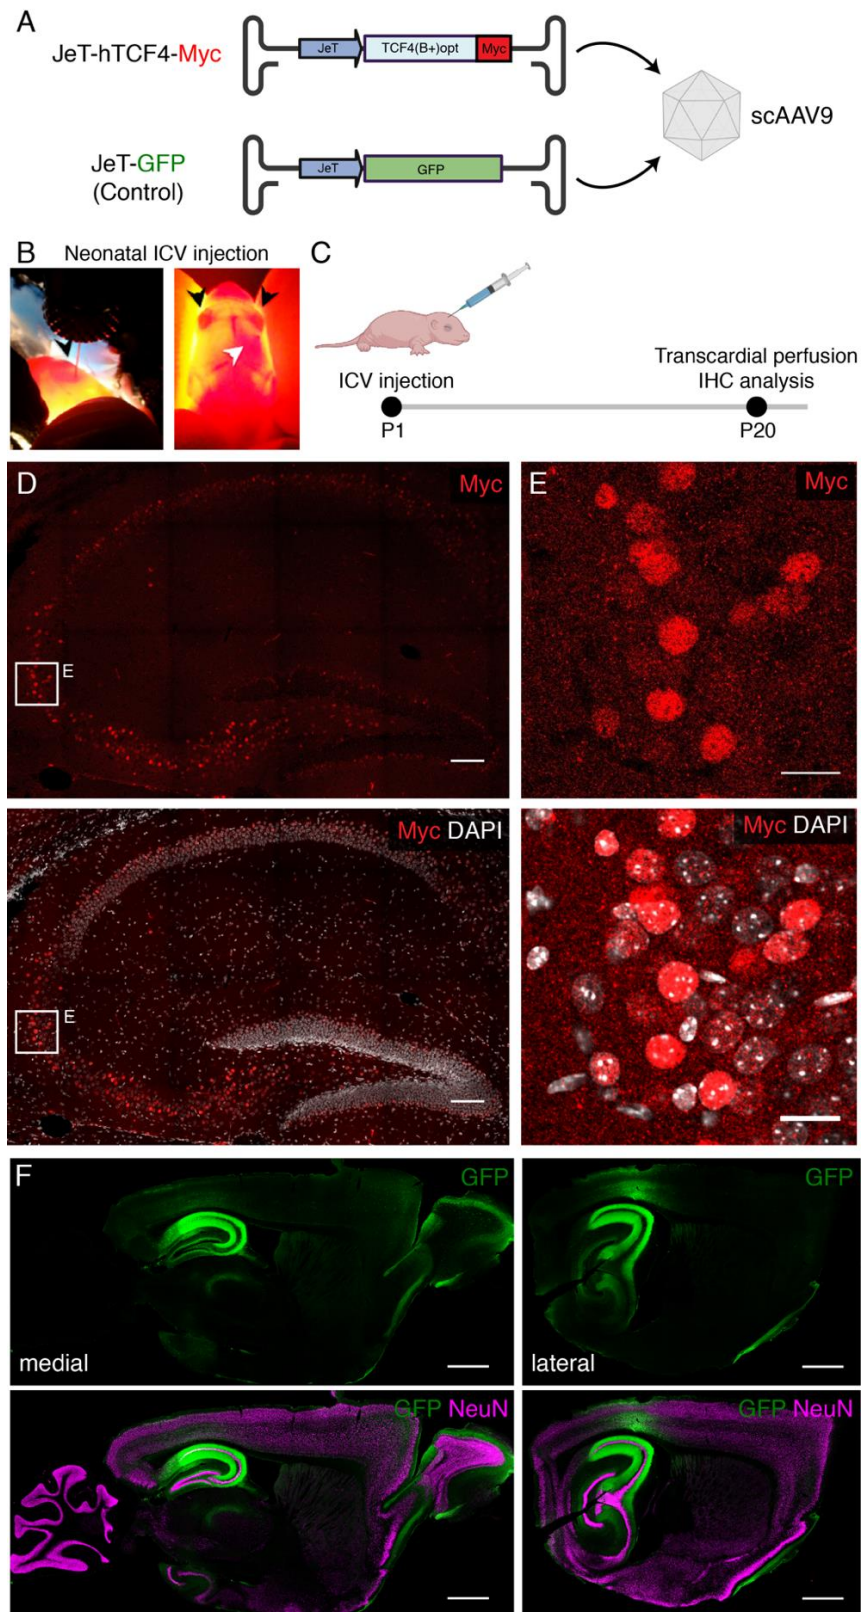 A
JeT-hTCF4-Myc
JeT
TCF4(B+)opt
Myc
scAAV9
JeT-GFP
(Control)
JeT
GFP
B
Neonatal ICV injection
C
ICV injection
Transcardial perfusion
IHC analysis
P1
P20
D
Myc
E
E
Myc
Myc DAPI
E
Myc DAPI
F
GFP
medial
GFP
lateral
GFP NeuN
GFP NeuN